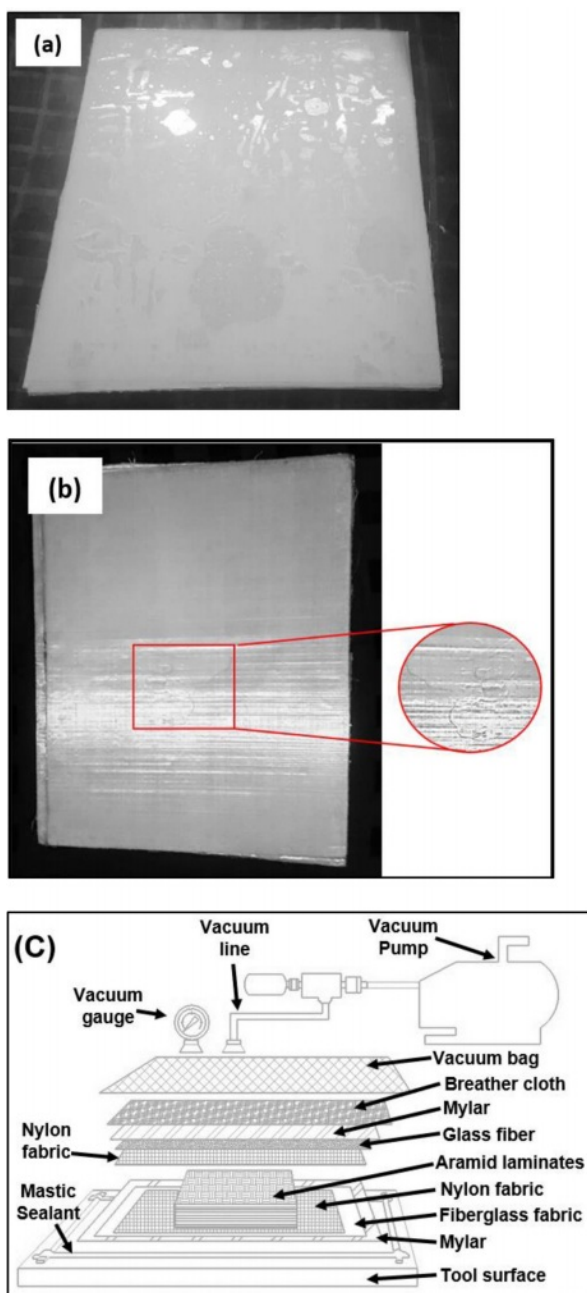 (a)
(b)
(C)
Vacuum
line
Vacuum
Pump
Vacuum
gauge
Vacuum bag
Breather cloth
Mylar
Glass fiber
Nylon
fabric
Aramid laminates
Nylon fabric
Mastic
Sealant
Fiberglass fabric
Mylar
Tool surface